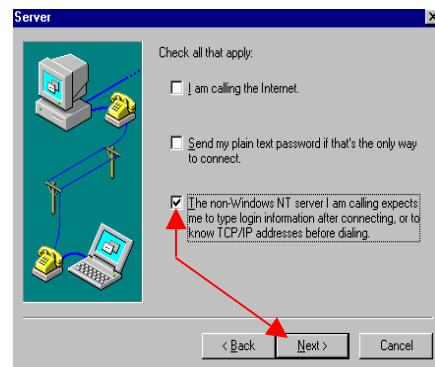 Server
Check all that apply:
I am calling the Internet.
Send my plain text password if that's the only way
to connect.
The non-Windows NT server I am calling expects
me to type login information after connecting, or to
know TCP/IP addresses before dialing.
< Back
Next >
Cancel